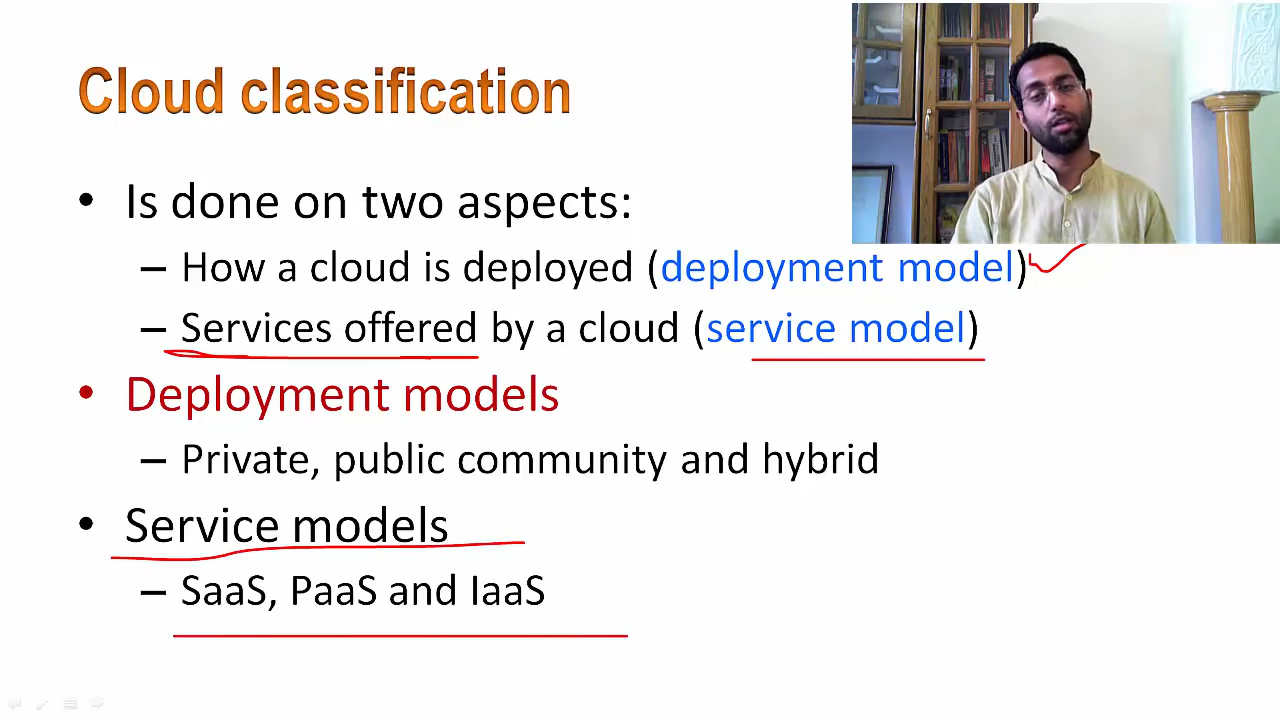 Cloud classification
• Is done on two aspects:
– How a cloud is deployed (deployment model)
– Services offered by a cloud (service model)
• Deployment models
– Private, public community and hybrid
• Service models
– SaaS, PaaS and IaaS